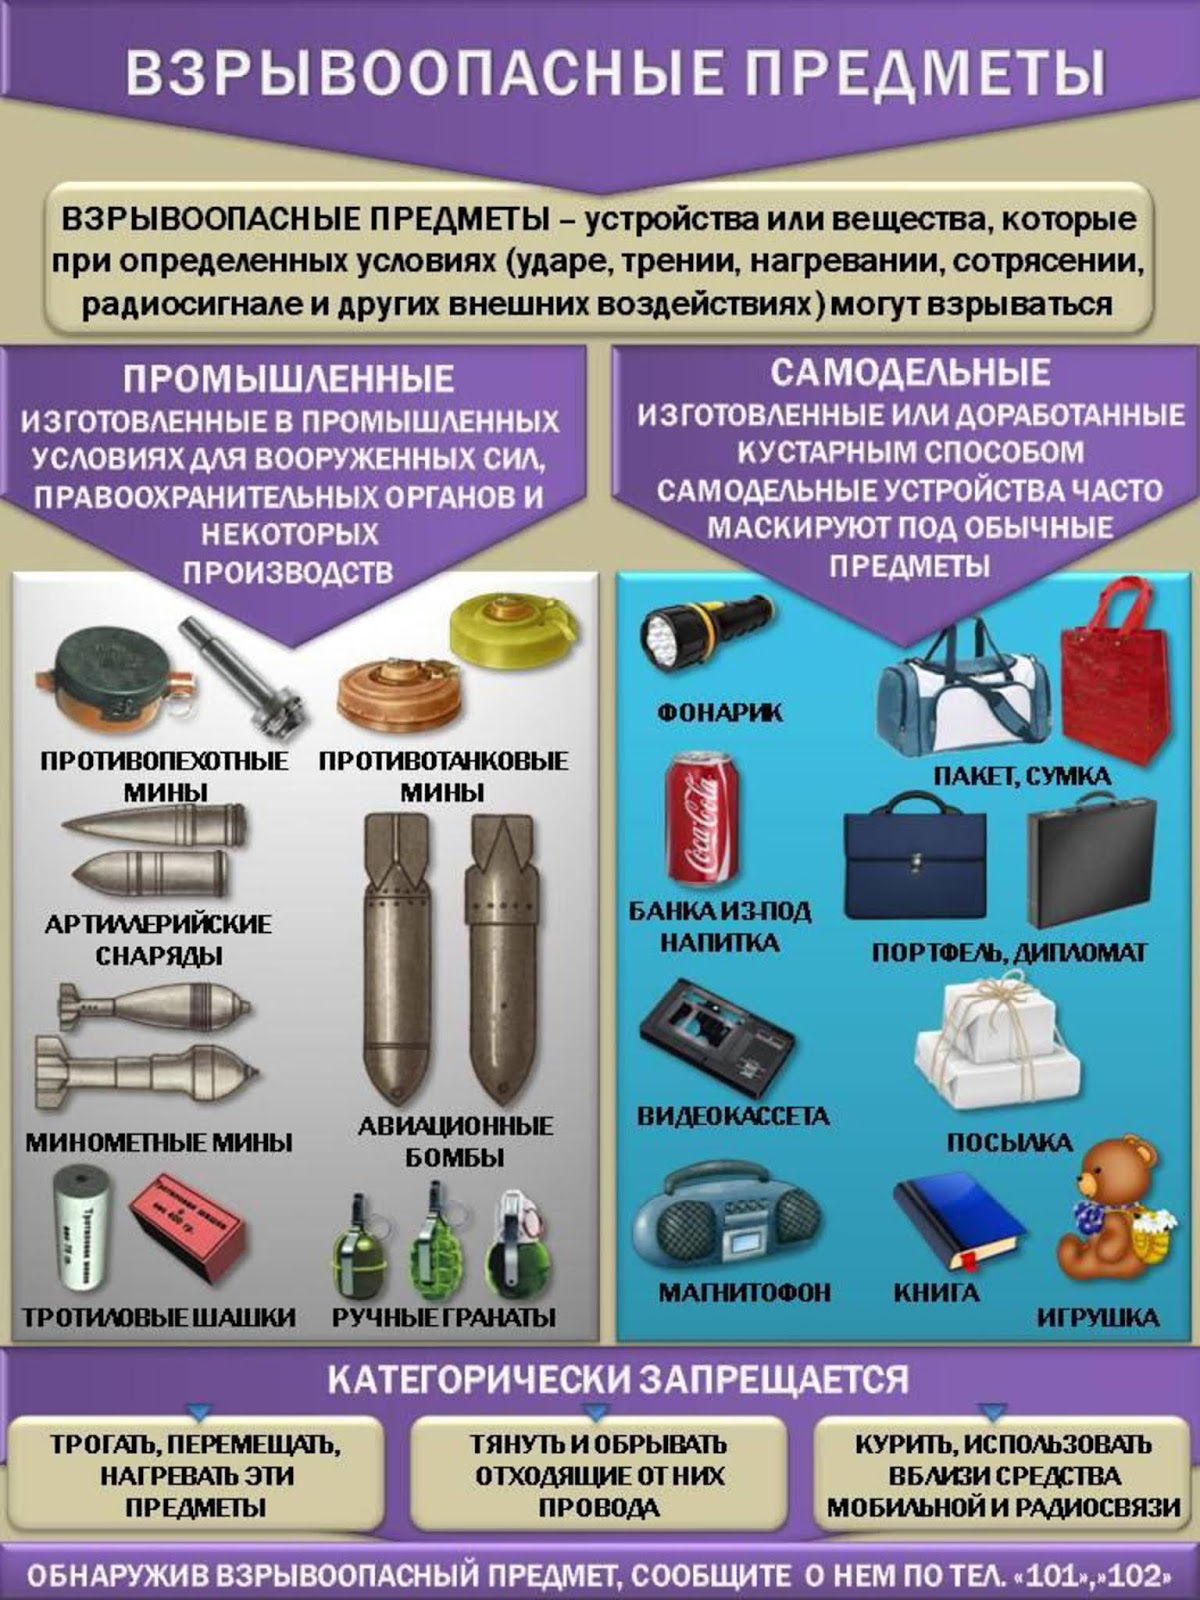 ВЗРЫВООПАСНЫЕ ПРЕДМЕТЫ
ВЗРЫВООПАСНЫЕ ПРЕДМЕТЫ – устройства или вещества, которые
при определенных условиях (ударе, трении, нагревании, сотрясении,
радиосигнале и других внешних воздействиях) могут взрываться
ПРОМЫШЛЕННЫЕ
ИЗГОТОВЛЕННЫЕ В ПРОМЫШЛЕННЫХ
УСЛОВИЯХ ДЛЯ ВООРУЖЕННЫХ СИЛ,
ПРАВООХРАНИТЕЛЬНЫХ ОРГАНОВ И
НЕКОТОРЫХ
ПРОИЗВОДСТВ
ПРОТИВОПЕХОТНЫЕ
МИНЫ
ПРОТИВОТАНКОВЫЕ
МИНЫ
АРТИЛЛЕРИЙСКИЕ
СНАРЯДЫ
МИНОМЕТНЫЕ МИНЫ
АВИАЦИОННЫЕ
БОМБЫ
Тротиловая шашка
вес 400 гр.
ТРОТИЛОВЫЕ ШАШКИ
РУЧНЫЕ ГРАНАТЫ
САМОДЕЛЬНЫЕ
ИЗГОТОВЛЕННЫЕ ИЛИ ДОРАБОТАННЫЕ
КУСТАРНЫМ СПОСОБОМ
САМОДЕЛЬНЫЕ УСТРОЙСТВА ЧАСТО
МАСКИРУЮТ ПОД ОБЫЧНЫЕ
ПРЕДМЕТЫ
ФОНАРИК
ПАКЕТ, СУМКА
Coca-Cola
БАНКА ИЗ-ПОД
НАПИТКА
ПОРТФЕЛЬ, ДИПЛОМАТ
ВИДЕОКАССЕТА
ПОСЫЛКА
МАГНИТОФОН
КНИГА
ИГРУШКА
КАТЕГОРИЧЕСКИ ЗАПРЕЩАЕТСЯ
ТРОГАТЬ, ПЕРЕМЕЩАТЬ,
НАГРЕВАТЬ ЭТИ
ПРЕДМЕТЫ
ТЯНУТЬ И ОБРЫВАТЬ
ОТХОДЯЩИЕ ОТ НИХ
ПРОВОДА
КУРИТЬ, ИСПОЛЬЗОВАТЬ
ВБЛИЗИ СРЕДСТВА
МОБИЛЬНОЙ И РАДИОСВЯЗИ
ОБНАРУЖИВ ВЗРЫВООПАСНЫЙ ПРЕДМЕТ, СООБЩИТЕ О НЕМ ПО ТЕЛ. «101»,»102»